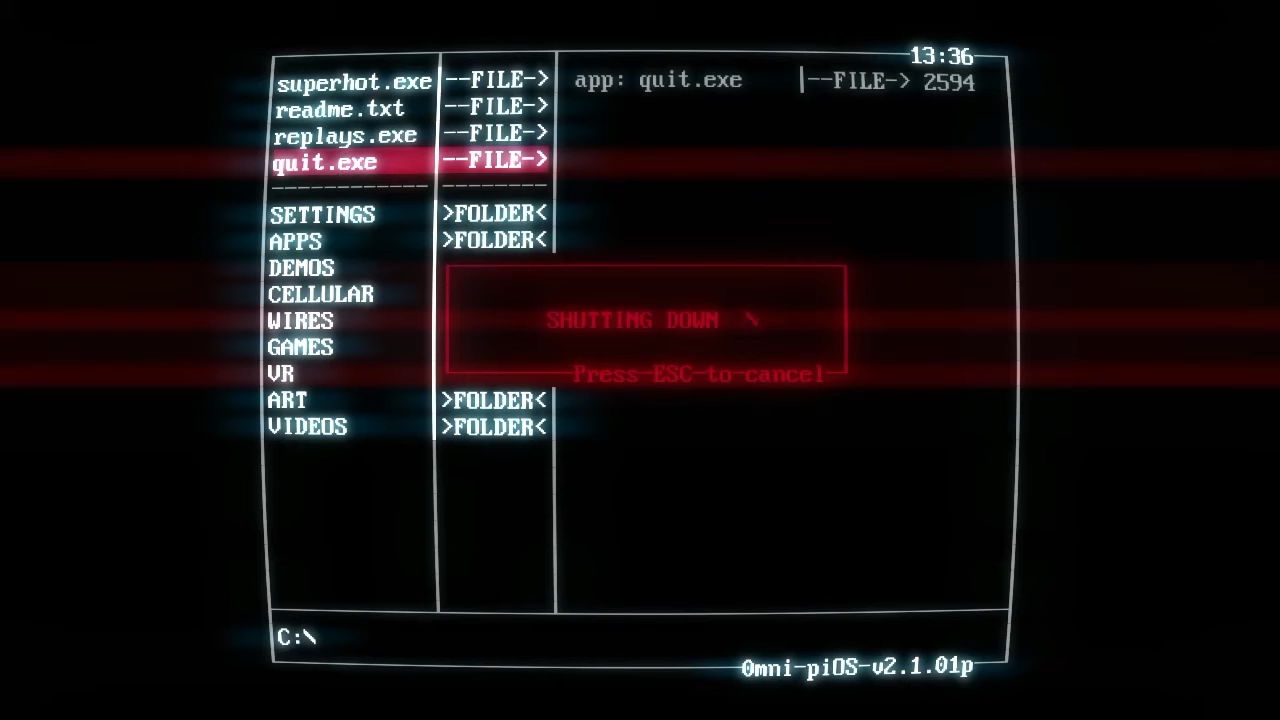 13:36
superhot.exe --FILE-> app: quit.exe |--FILE-> 2594
readme.txt --FILE->
replays.exe --FILE->
quit.exe --FILE->
SETTINGS >FOLDER<
APPS >FOLDER<
DEMOS
CELLULAR
WIRES SHUTTING DOWN \
GAMES
VR Press ESC to cancel
ART >FOLDER<
VIDEOS >FOLDER<
C:\
Omni-piOS-v2.1.01p